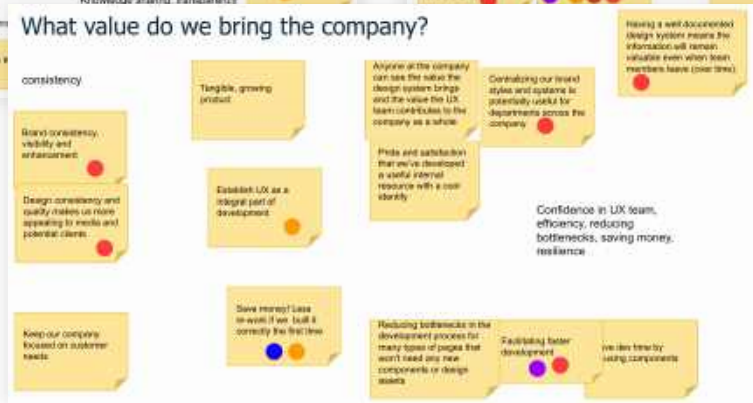 Knowledge sharing, transparency
What value do we bring the company?
consistency
Tangible, growing
product
Anyone at the company
can see the value the
design system brings
and the value the UX
team contributes to the
company as a whole
Centralizing our brand
styles and systems is
potentially useful for
departments across the
company
Having a well documented
design system means the
information will remain
valuable even when team
members leave (over time)
Brand consistency,
visibility and
enhancement
Design consistency and
quality makes us more
appealing to media and
potential clients
Establish UX as a
integral part of
development
Pride and satisfaction
that we've developed
a useful internal
resource with a cool
identity
Confidence in UX team,
efficiency, reducing
bottlenecks, saving money,
resilience
Keep our company
focused on customer
needs
Save money! Less
re-work if we built it
correctly the first time
Reducing bottlenecks in the
development process for
many types of pages that
won't need any new
components or design
assets
Facilitating faster
development
ve dev time by
using components